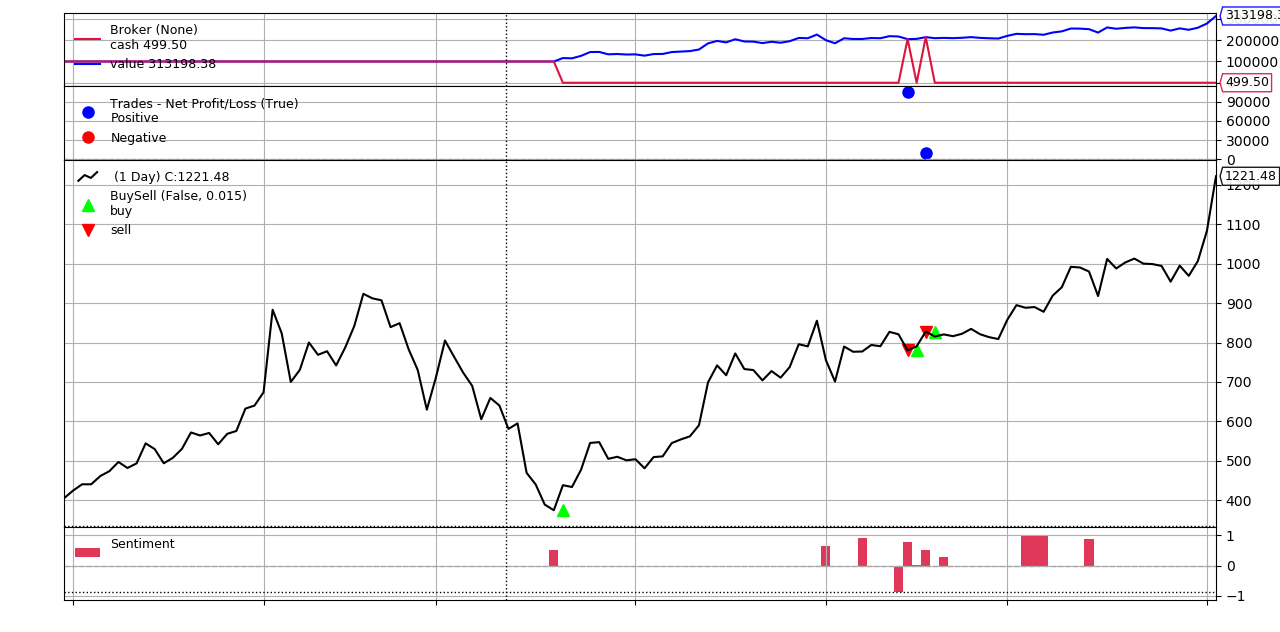 Broker (None)
cash 499.50
value 313198.38
313198.3
200000
100000
499.50
Trades - Net Profit/Loss (True)
Positive
Negative
90000
60000
30000
0
(1 Day) C:1221.48
BuySell (False, 0.015)
buy
sell
1221.48
1200
1100
1000
900
800
700
600
500
400
Sentiment
1
0
−1